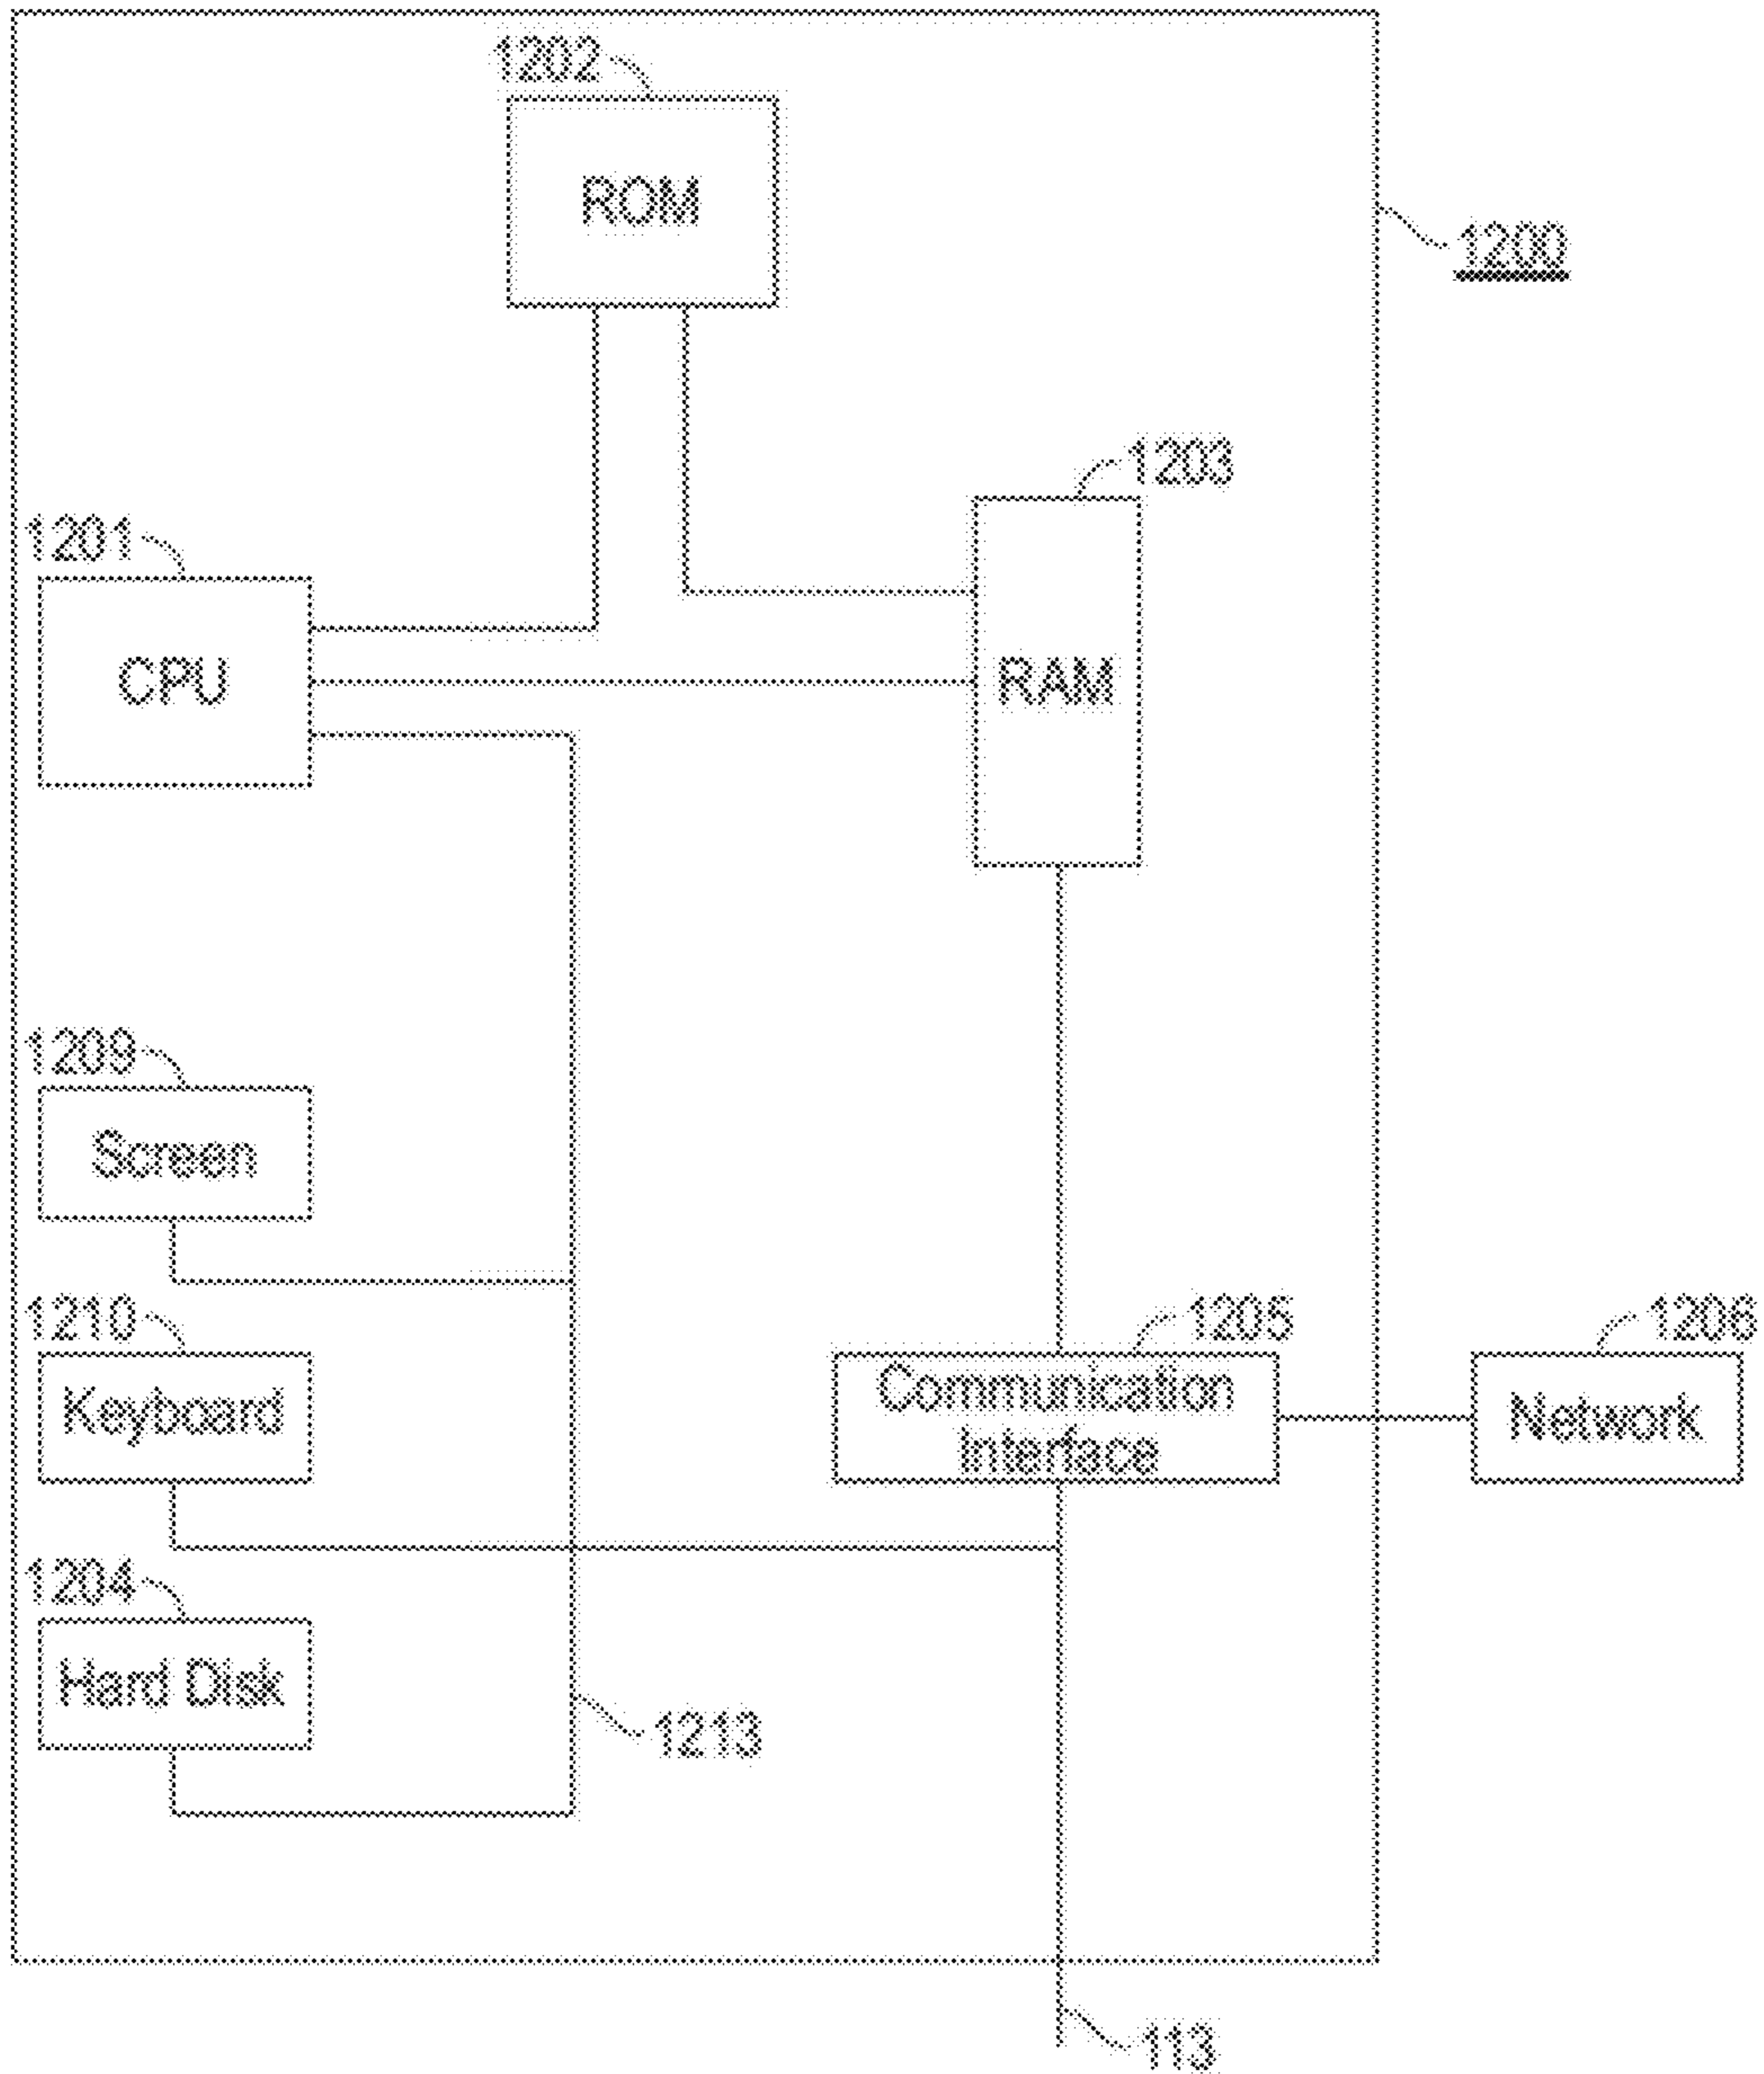 1202
ROM
1200
1203
1201
CPU
RAM
1209
Screen
1210
1205
1206
Keyboard
Communication
Interface
Network
1204
Hard Disk
1213
113